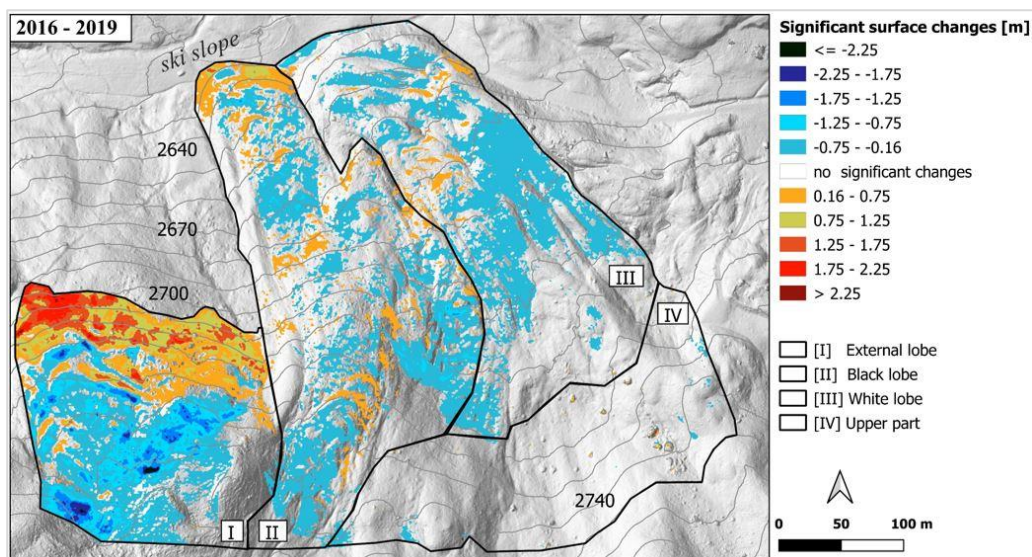 2016 - 2019
ski slope
2640
2670
2700
2740
I
II
III
IV
Significant surface changes [m]
<= -2.25
-2.25 - -1.75
-1.75 - -1.25
-1.25 - -0.75
-0.75 - -0.16
no significant changes
0.16 - 0.75
0.75 - 1.25
1.25 - 1.75
1.75 - 2.25
> 2.25
[I] External lobe
[II] Black lobe
[III] White lobe
[IV] Upper part
0 50 100 m